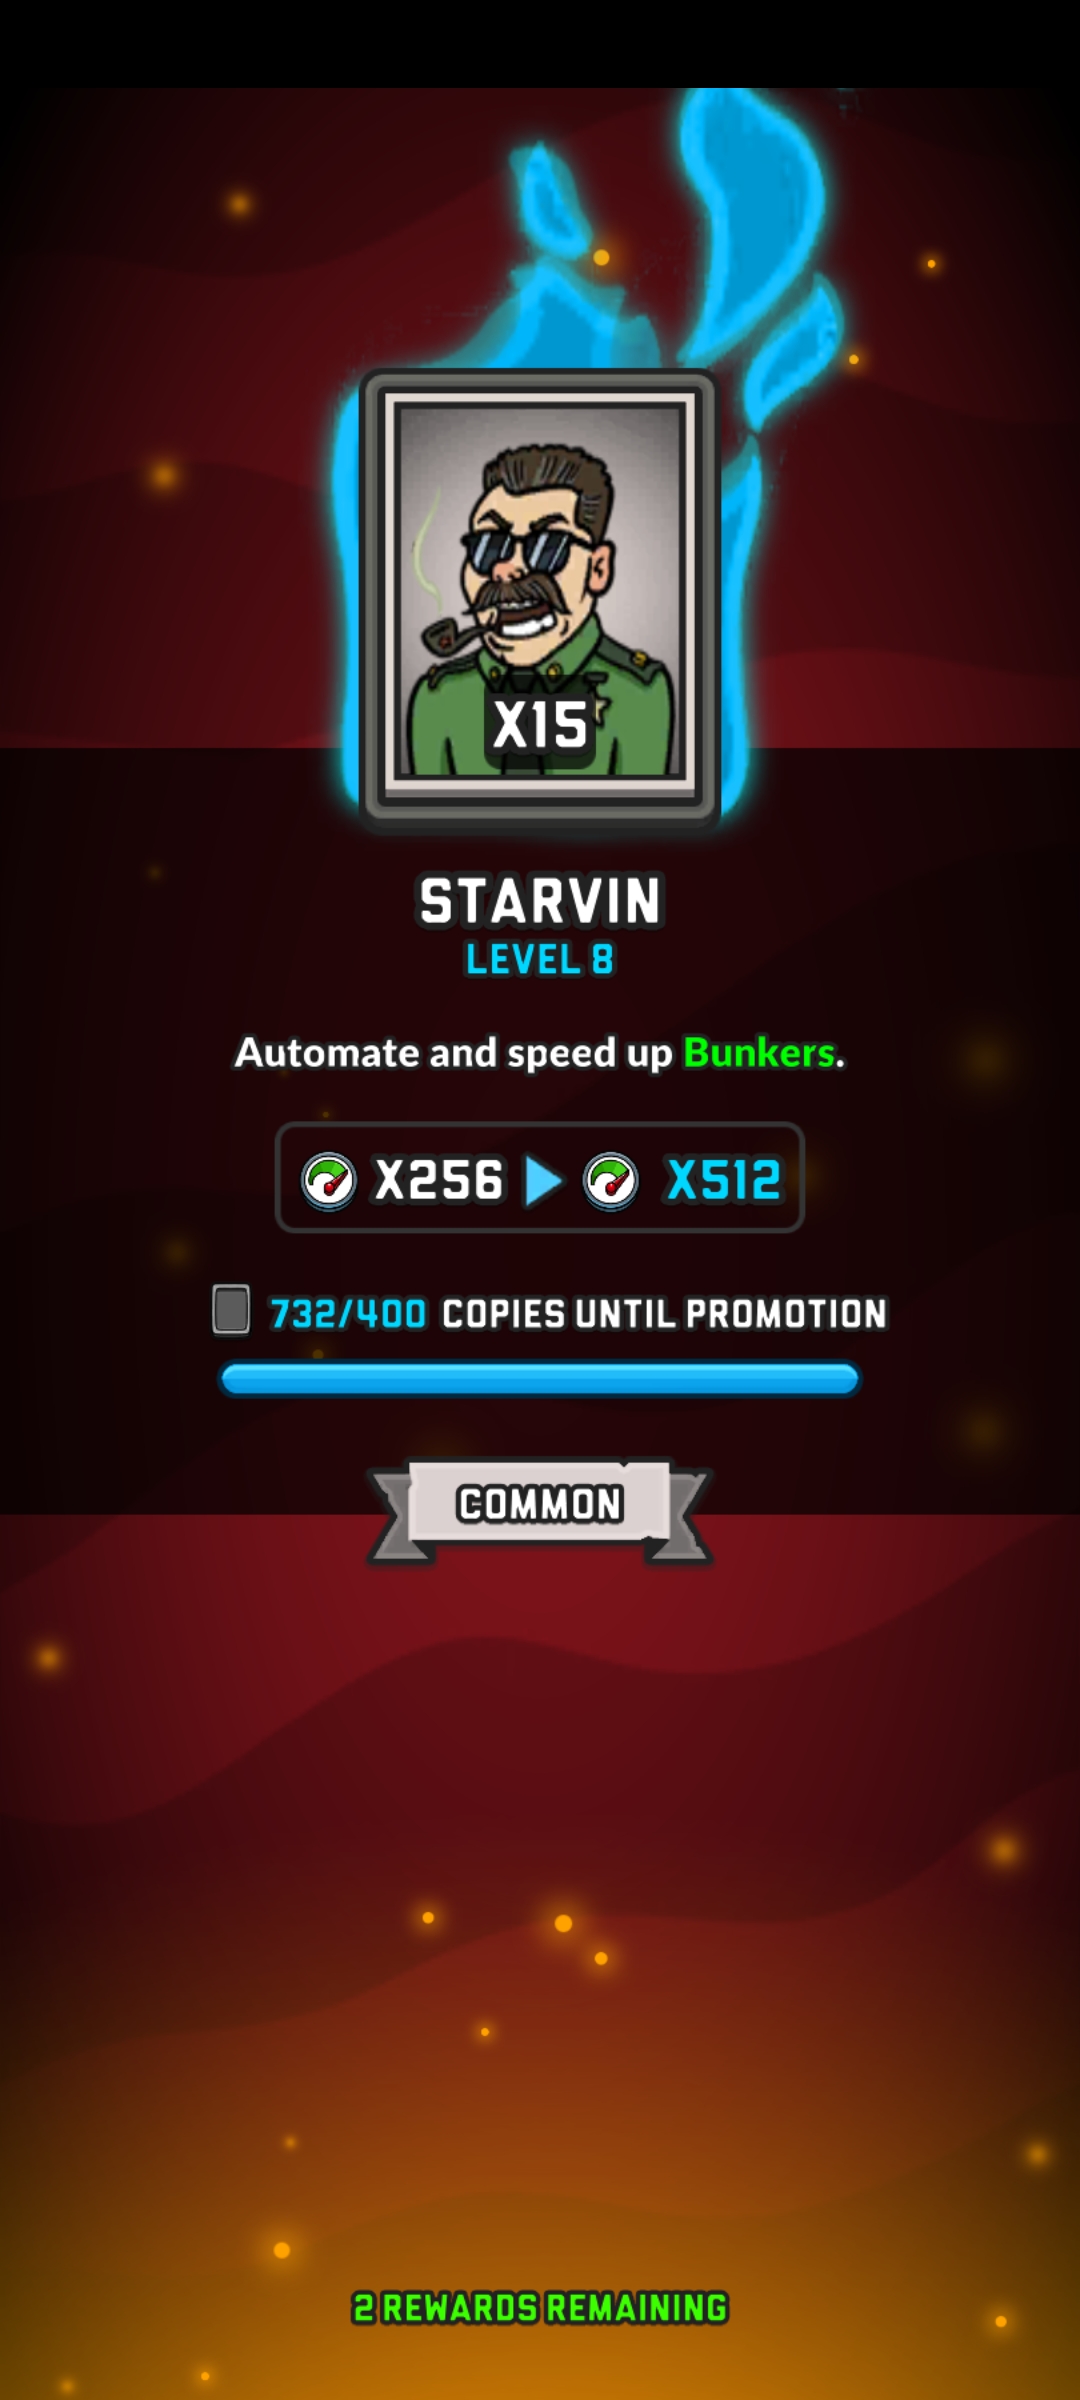 X15
STARVIN
LEVEL 8
Automate and speed up Bunkers.
X256 X512
732/400 COPIES UNTIL PROMOTION
COMMON
2 REWARDS REMAINING